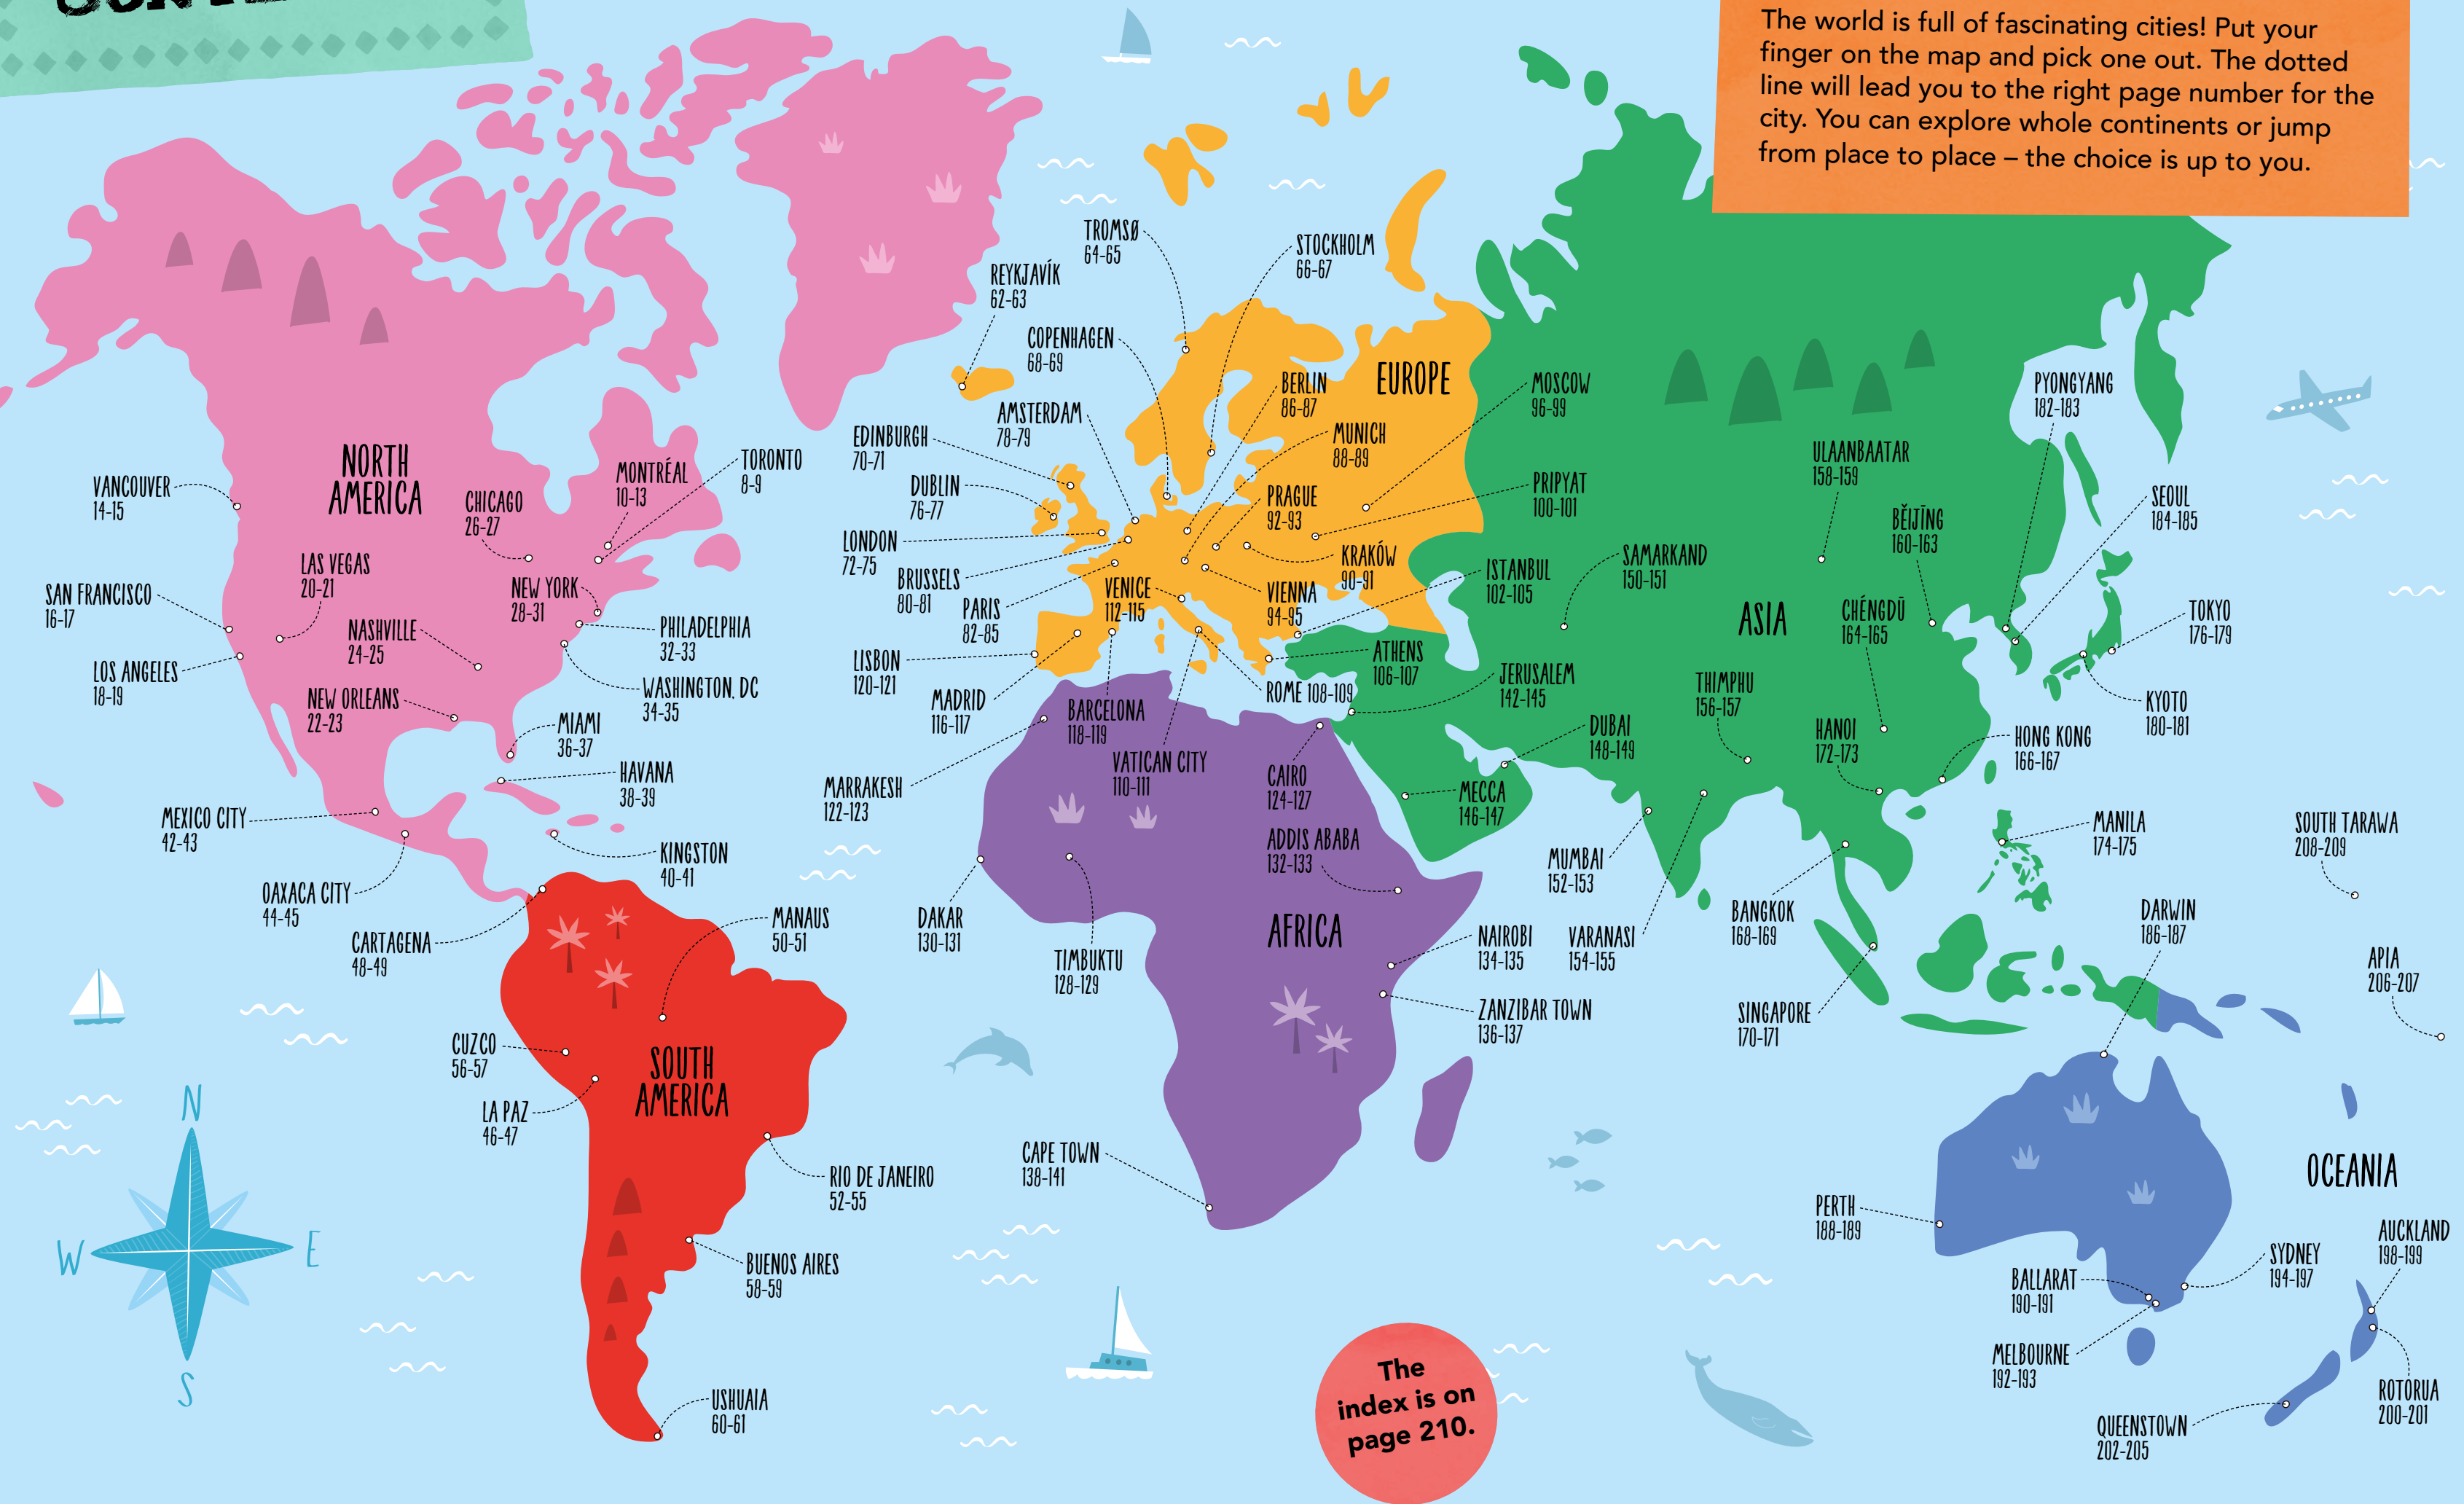 The world is full of fascinating cities! Put your
finger on the map and pick one out. The dotted
line will lead you to the right page number for the
city. You can explore whole continents or jump
from place to place – the choice is up to you.
NORTH
AMERICA
VANCOUVER
14-15
SAN FRANCISCO
16-17
LOS ANGELES
18-19
LAS VEGAS
20-21
NASHVILLE
24-25
NEW ORLEANS
22-23
CHICAGO
26-27
NEW YORK
28-31
MONTRÉAL
10-13
TORONTO
8-9
PHILADELPHIA
32-33
WASHINGTON, DC
34-35
MIAMI
36-37
HAVANA
38-39
KINGSTON
40-41
MEXICO CITY
42-43
OAXACA CITY
44-45
SOUTH
AMERICA
CARTAGENA
48-49
MANAUS
50-51
CUZCO
56-57
LA PAZ
46-47
RIO DE JANEIRO
52-55
BUENOS AIRES
58-59
USHUAIA
60-61
N
W
E
S
EUROPE
TROMSØ
64-65
STOCKHOLM
66-67
REYKJAVÍK
62-63
COPENHAGEN
68-69
AMSTERDAM
78-79
EDINBURGH
70-71
DUBLIN
76-77
LONDON
72-75
BRUSSELS
80-81
PARIS
82-85
VENICE
112-115
BERLIN
86-87
MUNICH
88-89
PRAGUE
92-93
KRAKÓW
90-91
VIENNA
94-95
MOSCOW
96-99
PRIPYAT
100-101
ISTANBUL
102-105
ATHENS
106-107
ROME 108-109
LISBON
120-121
MADRID
116-117
BARCELONA
118-119
VATICAN CITY
110-111
AFRICA
MARRAKESH
122-123
CAIRO
124-127
ADDIS ABABA
132-133
DAKAR
130-131
TIMBUKTU
128-129
NAIROBI
134-135
ZANZIBAR TOWN
136-137
CAPE TOWN
138-141
ASIA
SAMARKAND
150-151
JERUSALEM
142-145
DUBAI
148-149
MECCA
146-147
MUMBAI
152-153
VARANASI
154-155
THIMPHU
156-157
ULAANBAATAR
158-159
BĚIJĪNG
160-163
CHÉNGDŪ
164-165
HANOI
172-173
HONG KONG
166-167
BANGKOK
168-169
SINGAPORE
170-171
MANILA
174-175
PYONGYANG
182-183
SEOUL
184-185
TOKYO
176-179
KYOTO
180-181
OCEANIA
SOUTH TARAWA
208-209
APIA
206-207
DARWIN
186-187
PERTH
188-189
BALLARAT
190-191
MELBOURNE
192-193
SYDNEY
194-197
AUCKLAND
198-199
ROTORUA
200-201
QUEENSTOWN
202-205
The
index is on
page 210.